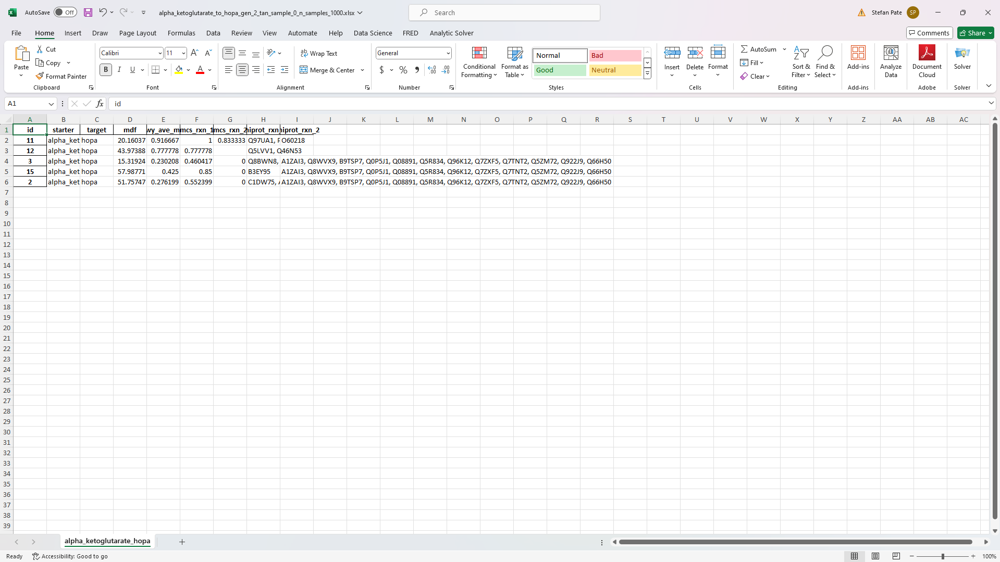 AutoSave Off alpha_ketoglutarate_to_hopa_gen_2_tan_sample_0_n_samples_1000.xlsx Search Stefan Pate SP
File Home Insert Draw Page Layout Formulas Data Review View Automate Help Data Science FRED Analytic Solver Comments Share
Paste Cut Copy Format Painter Clipboard
Calibri 11 B I U Font
Wrap Text Merge & Center Alignment
General $ % Number
Conditional Formatting Format as Table Normal Bad Good Neutral Styles
Insert Delete Format Cells
AutoSum Fill Clear Sort & Filter Find & Select Editing
Add-ins Add-ins
Analyze Data
Document Cloud Adobe
Solver Solver
A1 fx id
A B C D E F G H I J K L M N O P Q R S T U V W X Y Z AA AB AC
1 id starter target mdf wy_ave_m mcs_rxn_1 mcs_rxn_2 niprot_rxn_ niprot_rxn_2
2 11 alpha_ket hopa 20.16037 0.916667 1 0.833333 Q97UA1, F O60218
3 12 alpha_ket hopa 43.97388 0.777778 0.777778 Q5LVV1, Q46N53
4 3 alpha_ket hopa 15.31924 0.230208 0.460417 0 Q8BWN8, A1ZAI3, Q8WVX9, B9TSP7, Q0P5J1, Q08891, Q5R834, Q96K12, Q7ZXF5, Q7TNT2, Q5ZM72, Q922J9, Q66H50
5 15 alpha_ket hopa 57.98771 0.425 0.85 0 B3EY95 A1ZAI3, Q8WVX9, B9TSP7, Q0P5J1, Q08891, Q5R834, Q96K12, Q7ZXF5, Q7TNT2, Q5ZM72, Q922J9, Q66H50
6 2 alpha_ket hopa 51.75747 0.276199 0.552399 0 C1DW75, A1ZAI3, Q8WVX9, B9TSP7, Q0P5J1, Q08891, Q5R834, Q96K12, Q7ZXF5, Q7TNT2, Q5ZM72, Q922J9, Q66H50
7
8
9
10
11
12
13
14
15
16
17
18
19
20
21
22
23
24
25
26
27
28
29
30
31
32
33
34
35
36
37
38
39
alpha_ketoglutarate_hopa
Ready Accessibility: Good to go 100%